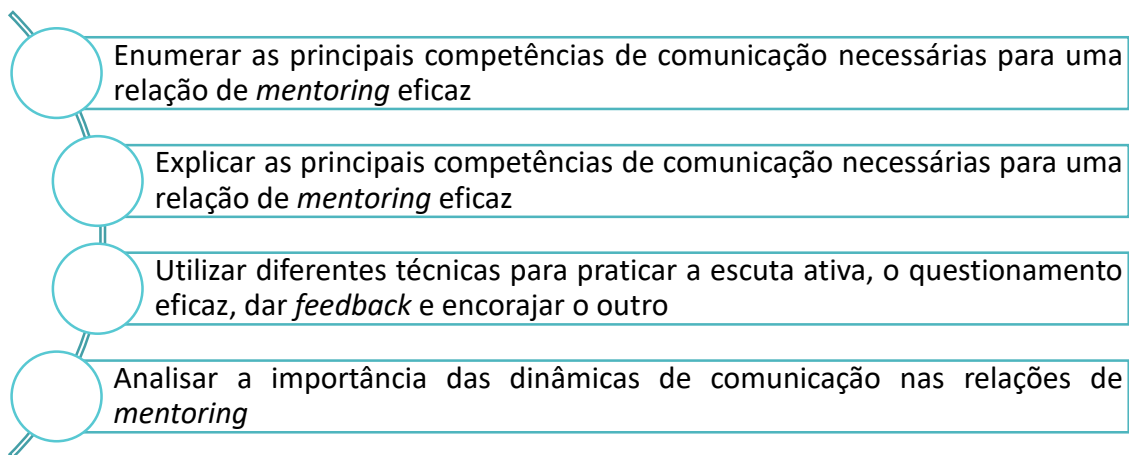 Enumerar as principais competências de comunicação necessárias para uma
relação de mentoring eficaz
Explicar as principais competências de comunicação necessárias para uma
relação de mentoring eficaz
Utilizar diferentes técnicas para praticar a escuta ativa, o questionamento
eficaz, dar feedback e encorajar o outro
Analisar a importância das dinâmicas de comunicação nas relações de
mentoring